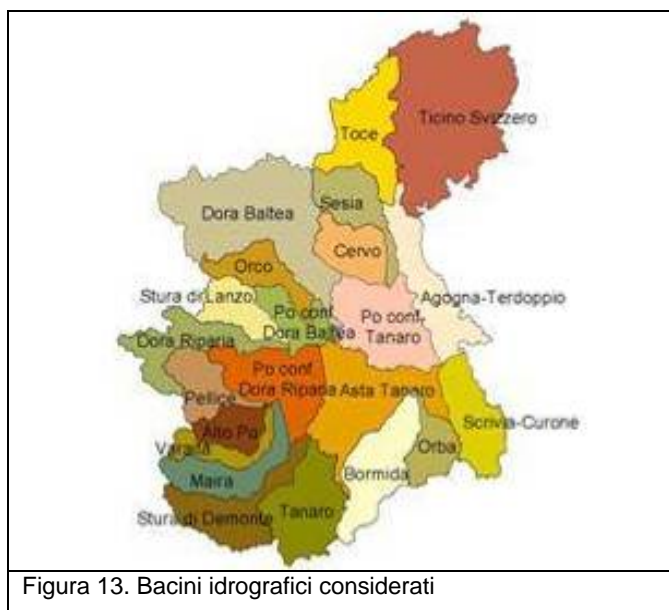 Ticino Svizzero
Toce
Sesia
Dora Baltea
Cervo
Orco
Stura di Lanzo
Po conf.
Dora Baltea
Agogna-Terdoppio
Po conf.
Tanaro
Dora Riparia
Po conf.
Dora Riparia
Asta Tanaro
Pellice
Alto Po
Scrivia-Curone
Orba
Maira
Bormida
Stura di Demonte
Tanaro
Figura 13. Bacini idrografici considerati